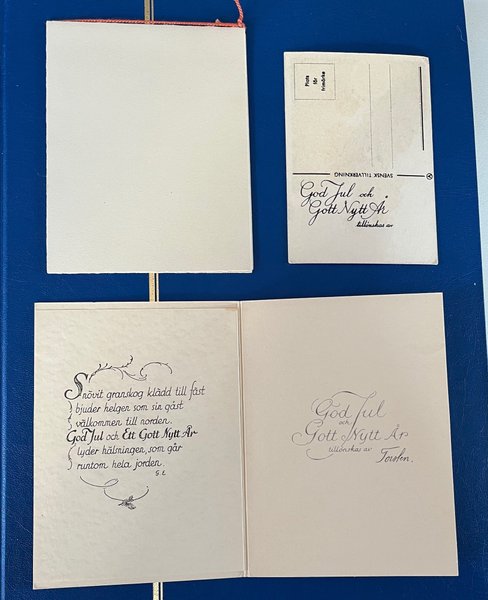 Plats
för
frimärke
SVENSK TILLVERKNING
God Jul och
Gott Nytt År
tillönskas av
Snövit granskog klädd till fäst
bjuder helgen som sin gäst
välkommen till norden.
God Jul och Ett Gott Nytt År
lyder hälsningen, som går
runtom hela jorden.
S.E.
God Jul
och
Gott Nytt År
tillönskas av Torsten.